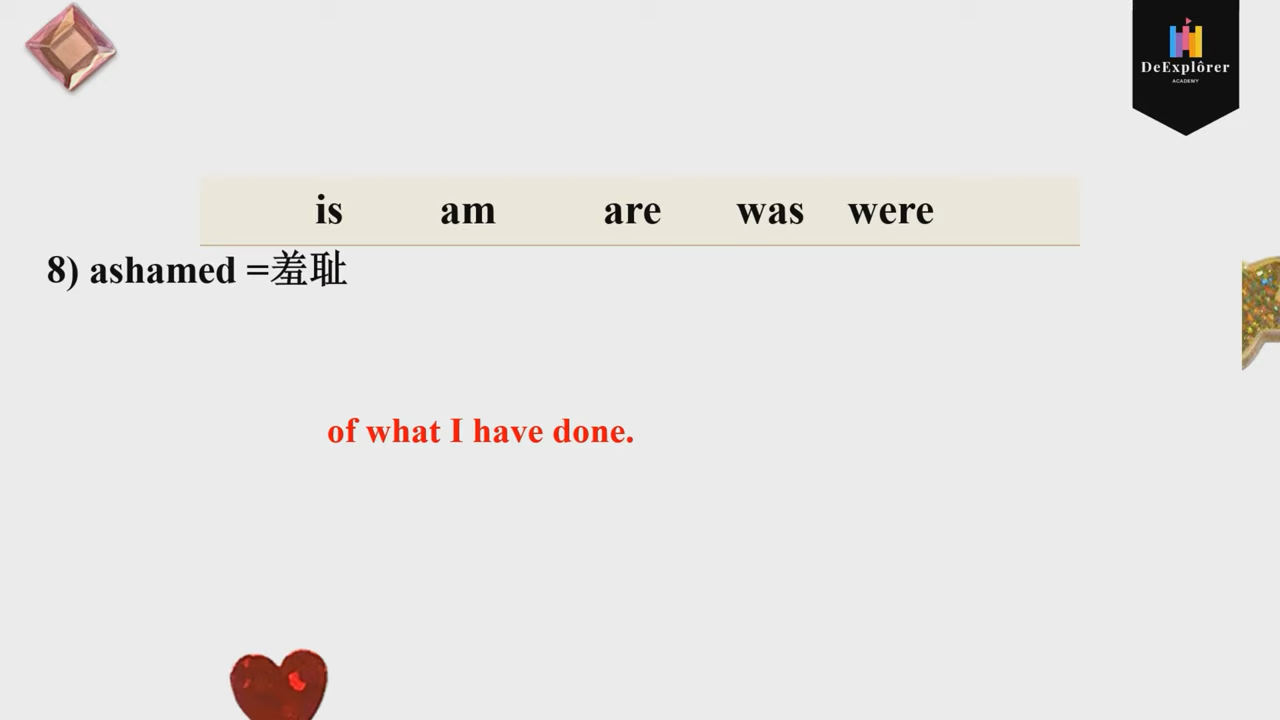 DeExplôrer
ACADEMY
is am are was were
8) ashamed =羞耻
of what I have done.